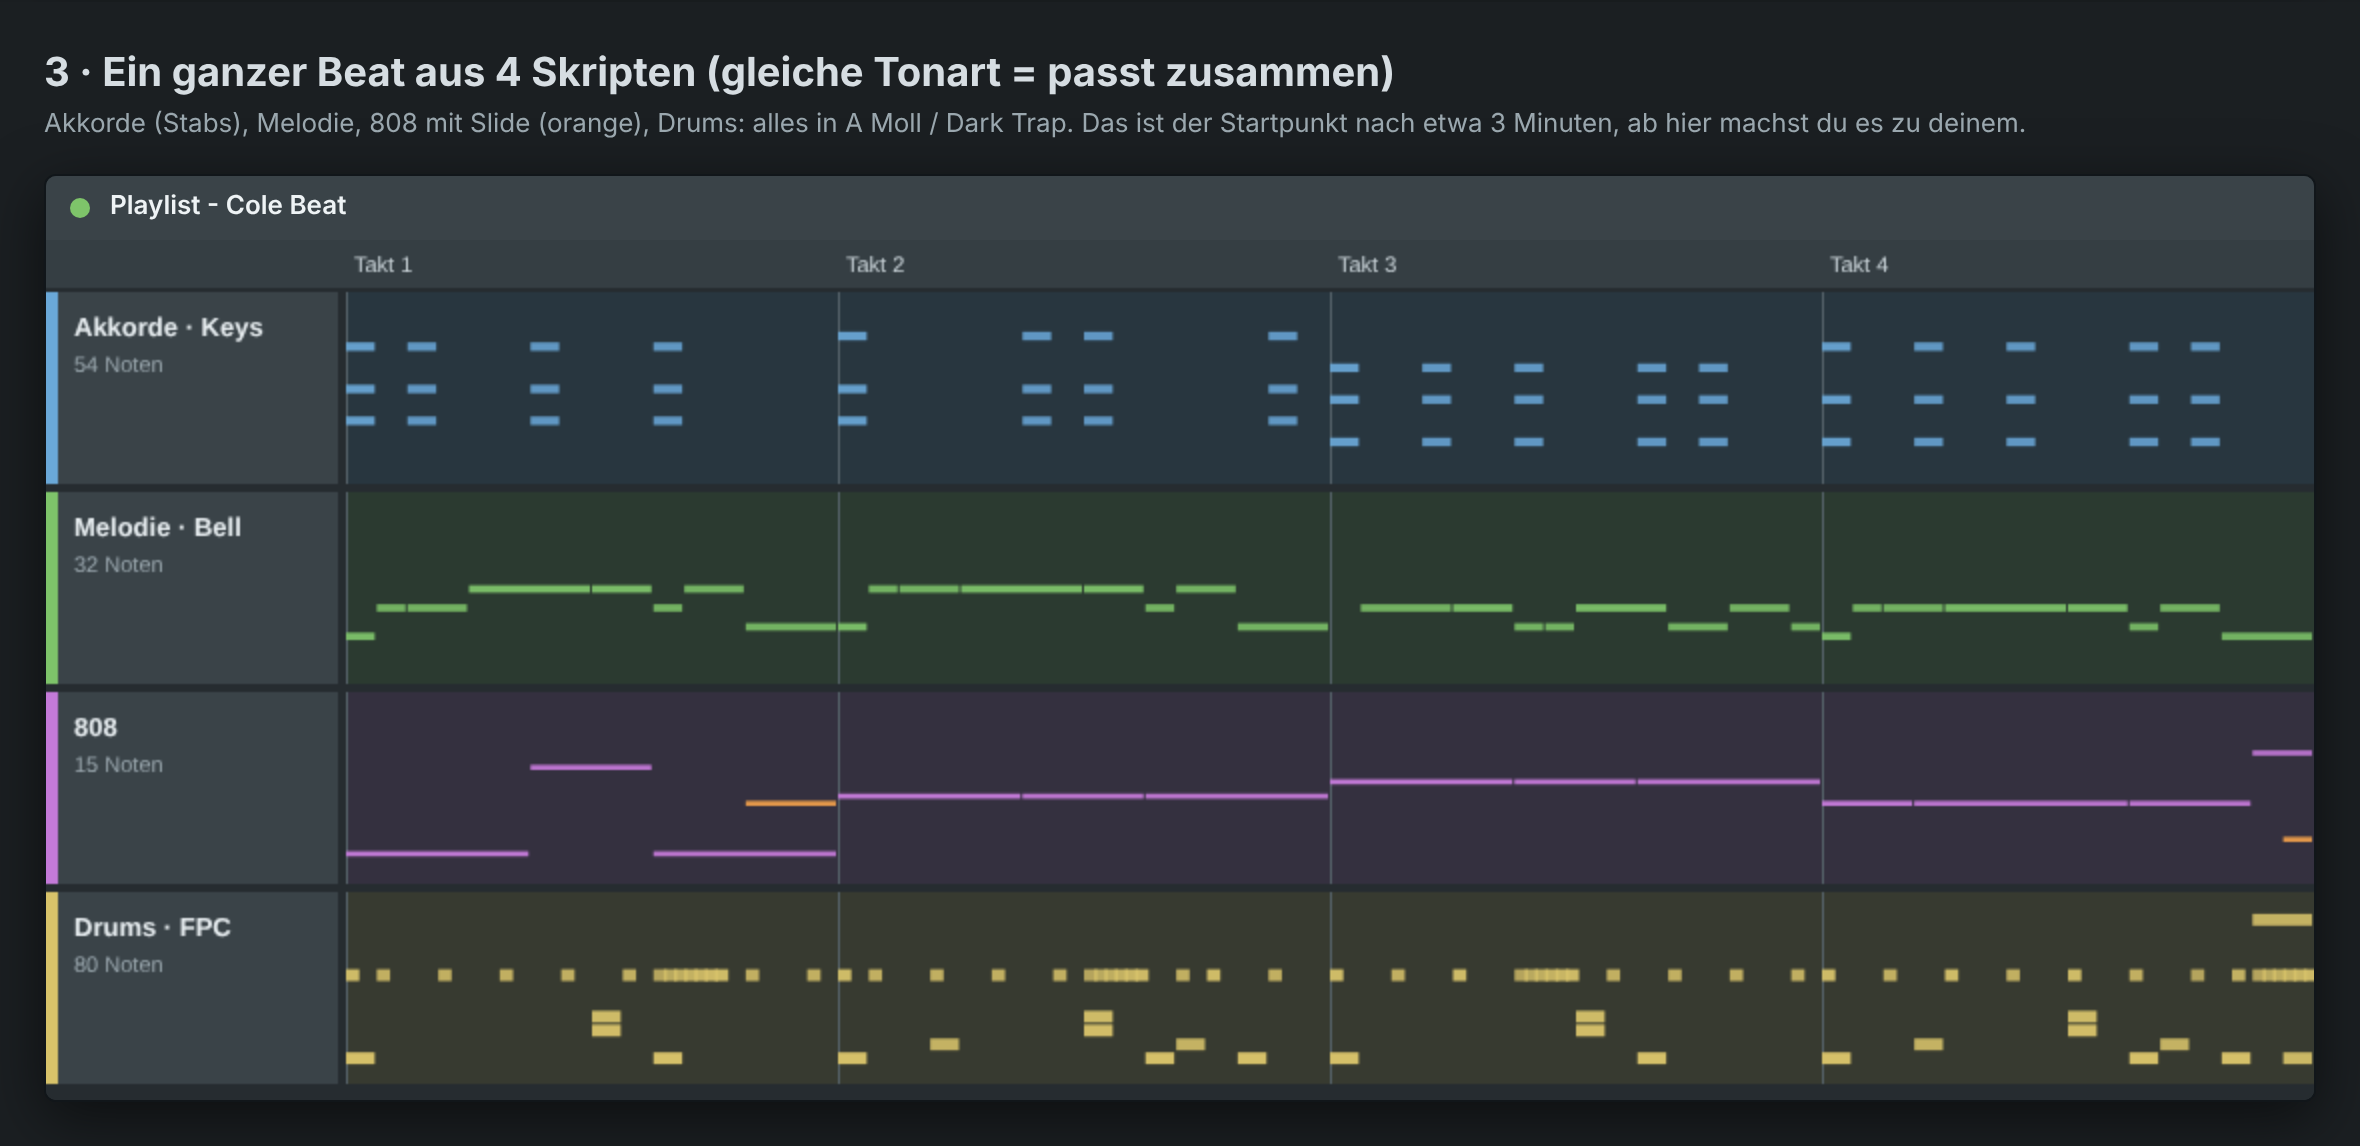 3 · Ein ganzer Beat aus 4 Skripten (gleiche Tonart = passt zusammen)
Akkorde (Stabs), Melodie, 808 mit Slide (orange), Drums: alles in A Moll / Dark Trap. Das ist der Startpunkt nach etwa 3 Minuten, ab hier machst du es zu deinem.
Playlist - Cole Beat
Takt 1 Takt 2 Takt 3 Takt 4
Akkorde · Keys
54 Noten
Melodie · Bell
32 Noten
808
15 Noten
Drums · FPC
80 Noten